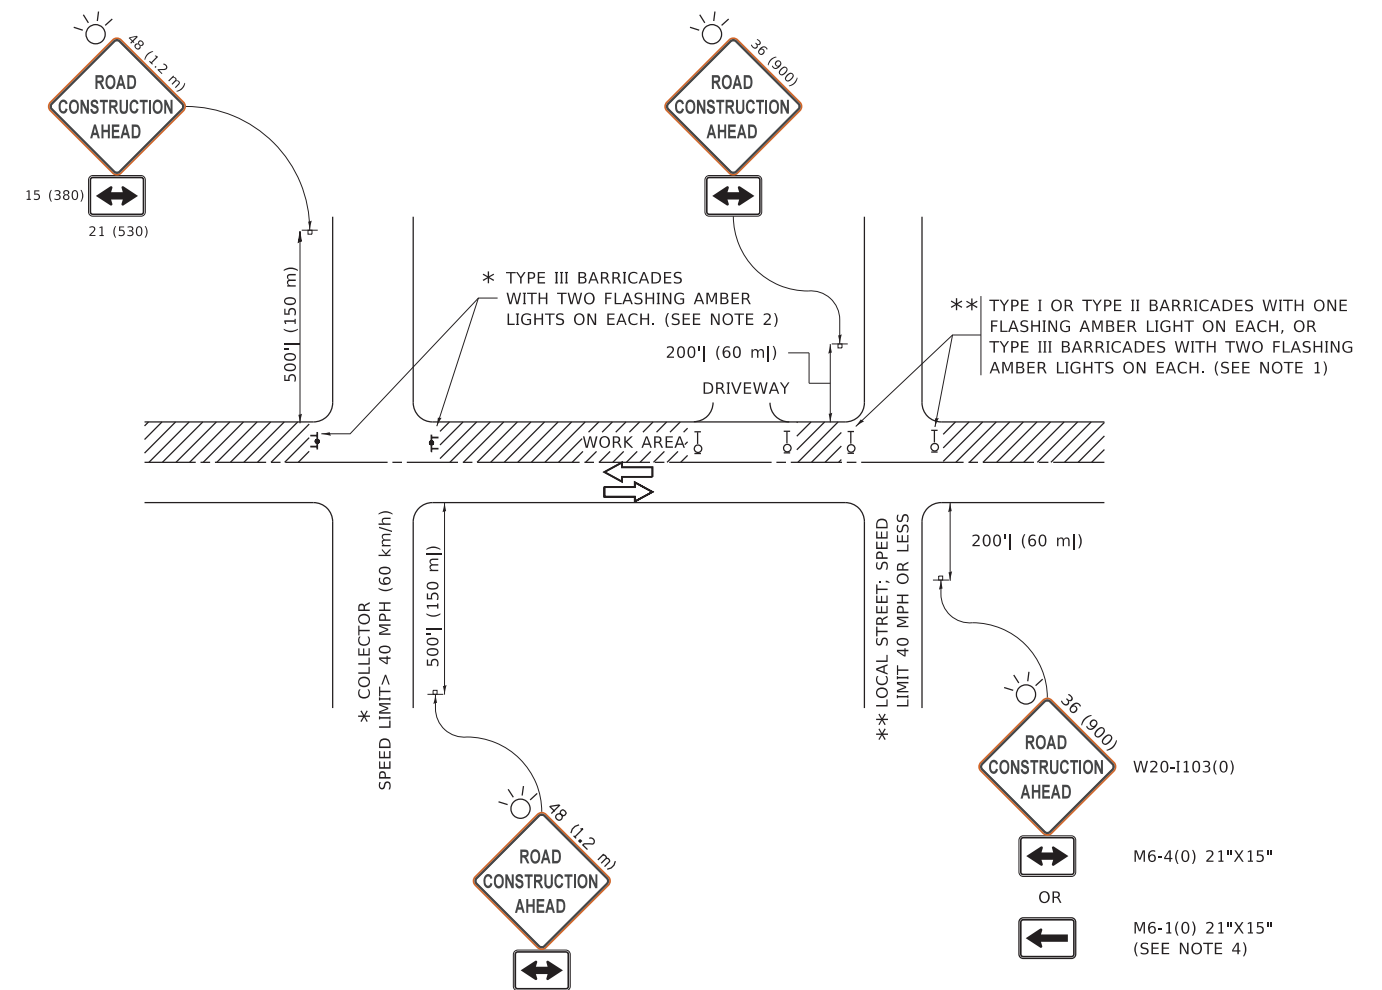 48 (1.2 m)
ROAD
CONSTRUCTION
AHEAD
15 (380)
21 (530)
36 (900)
ROAD
CONSTRUCTION
AHEAD
500'| (150 m)
* TYPE III BARRICADES
WITH TWO FLASHING AMBER
LIGHTS ON EACH. (SEE NOTE 2)
200'| (60 m|)
DRIVEWAY
** TYPE I OR TYPE II BARRICADES WITH ONE
FLASHING AMBER LIGHT ON EACH, OR
TYPE III BARRICADES WITH TWO FLASHING
AMBER LIGHTS ON EACH. (SEE NOTE 1)
WORK AREA
* COLLECTOR
SPEED LIMIT> 40 MPH (60 km/h)
500'| (150 m|)
** LOCAL STREET; SPEED
LIMIT 40 MPH OR LESS
200'| (60 m|)
48 (1.2 m)
ROAD
CONSTRUCTION
AHEAD
36 (900)
ROAD
CONSTRUCTION
AHEAD
W20-I103(0)
M6-4(0) 21"X15"
OR
M6-1(0) 21"X15"
(SEE NOTE 4)